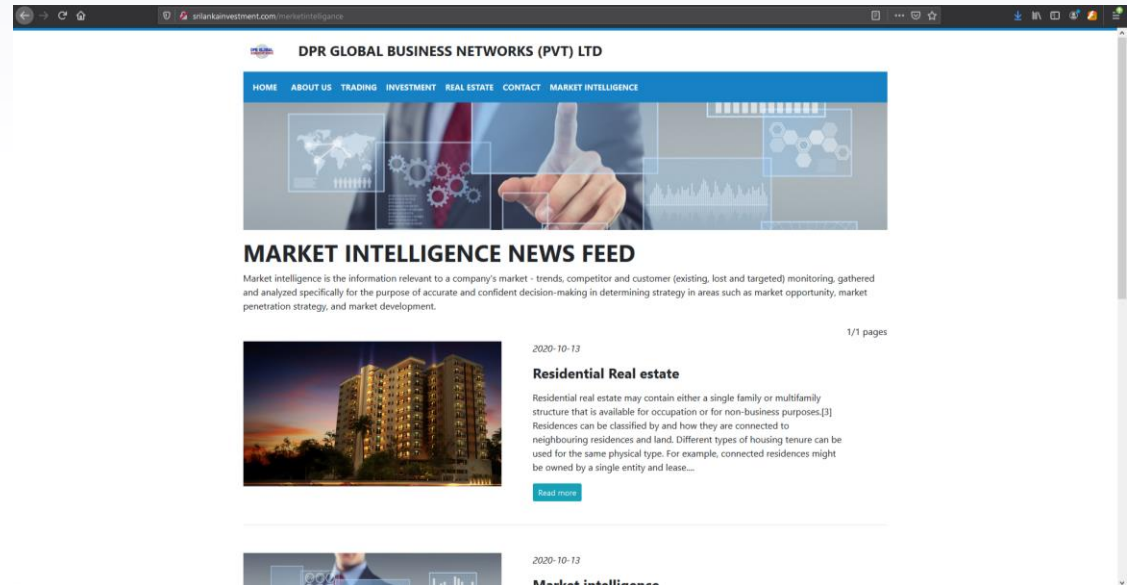 srilankainvestment.com/merketintelligance
DPR GLOBAL BUSINESS NETWORKS (PVT) LTD
HOME ABOUT US TRADING INVESTMENT REAL ESTATE CONTACT MARKET INTELLIGENCE
MARKET INTELLIGENCE NEWS FEED
Market intelligence is the information relevant to a company's market - trends, competitor and customer (existing, lost and targeted) monitoring, gathered
and analyzed specifically for the purpose of accurate and confident decision-making in determining strategy in areas such as market opportunity, market
penetration strategy, and market development.
1/1 pages
2020-10-13
Residential Real estate
Residential real estate may contain either a single family or multifamily
structure that is available for occupation or for non-business purposes.[3]
Residences can be classified by and how they are connected to
neighbouring residences and land. Different types of housing tenure can be
used for the same physical type. For example, connected residences might
be owned by a single entity and lease....
Read more
2020-10-13
Market intelligence